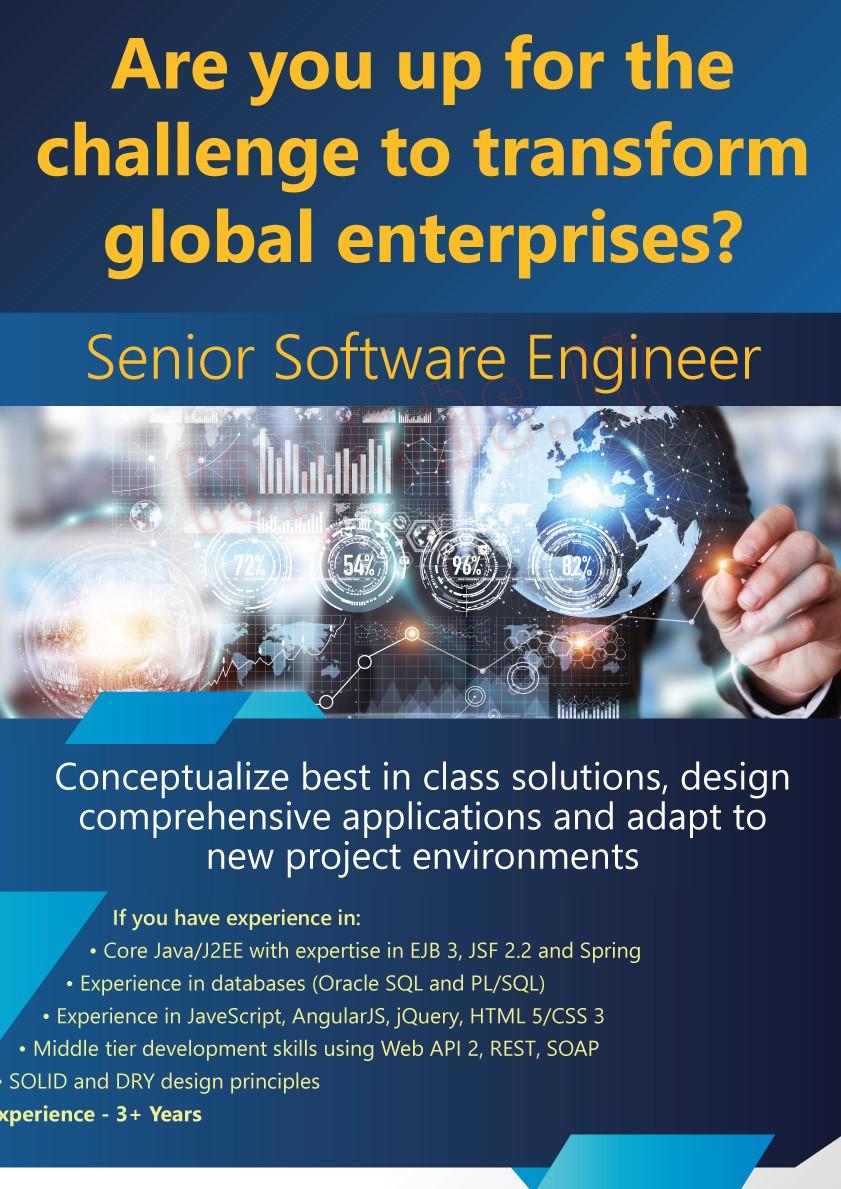 Are you up for the
challenge to transform
global enterprises?
Senior Software Engineer
72%
54%
96%
82%
Conceptualize best in class solutions, design
comprehensive applications and adapt to
new project environments
If you have experience in:
• Core Java/J2EE with expertise in EJB 3, JSF 2.2 and Spring
• Experience in databases (Oracle SQL and PL/SQL)
• Experience in JaveScript, AngularJS, jQuery, HTML 5/CSS 3
• Middle tier development skills using Web API 2, REST, SOAP
• SOLID and DRY design principles
xperience - 3+ Years